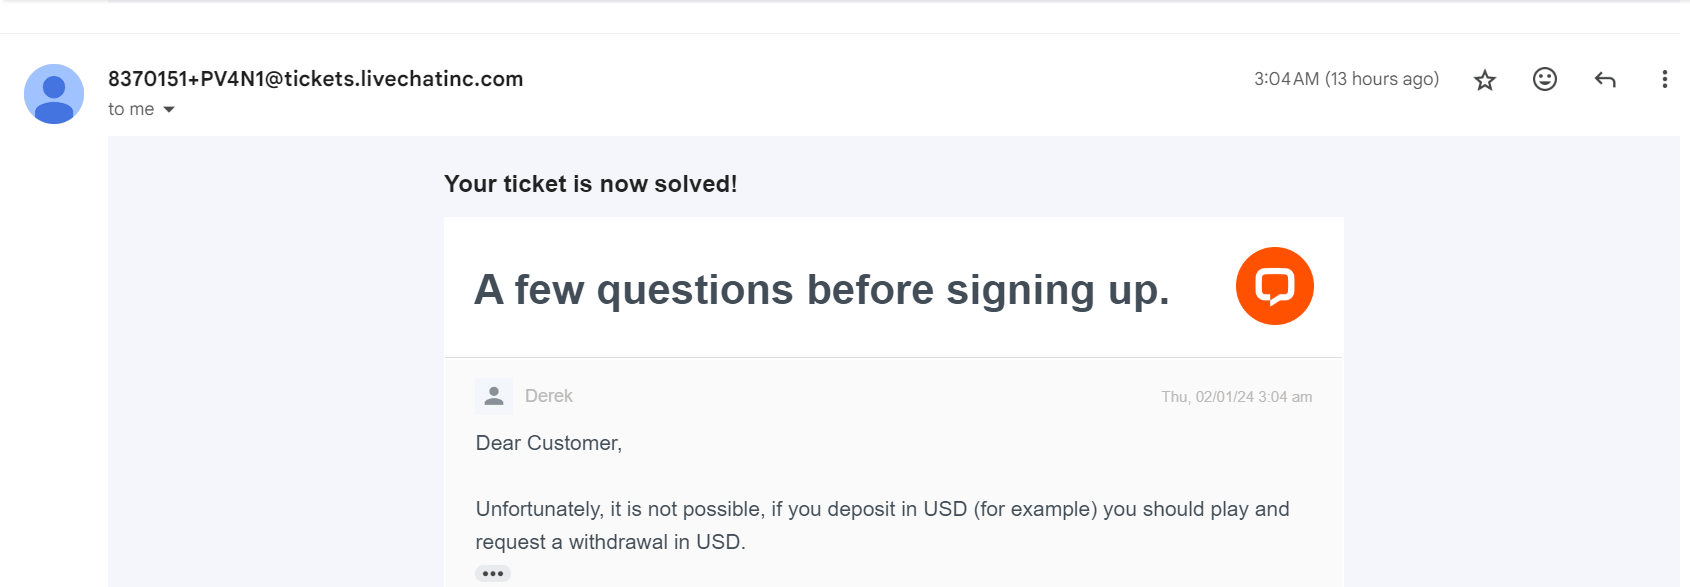 8370151+PV4N1@tickets.livechatinc.com
3:04 AM (13 hours ago)
to me
Your ticket is now solved!
A few questions before signing up.
Derek
Thu, 02/01/24 3:04 am
Dear Customer,
Unfortunately, it is not possible, if you deposit in USD (for example) you should play and
request a withdrawal in USD.